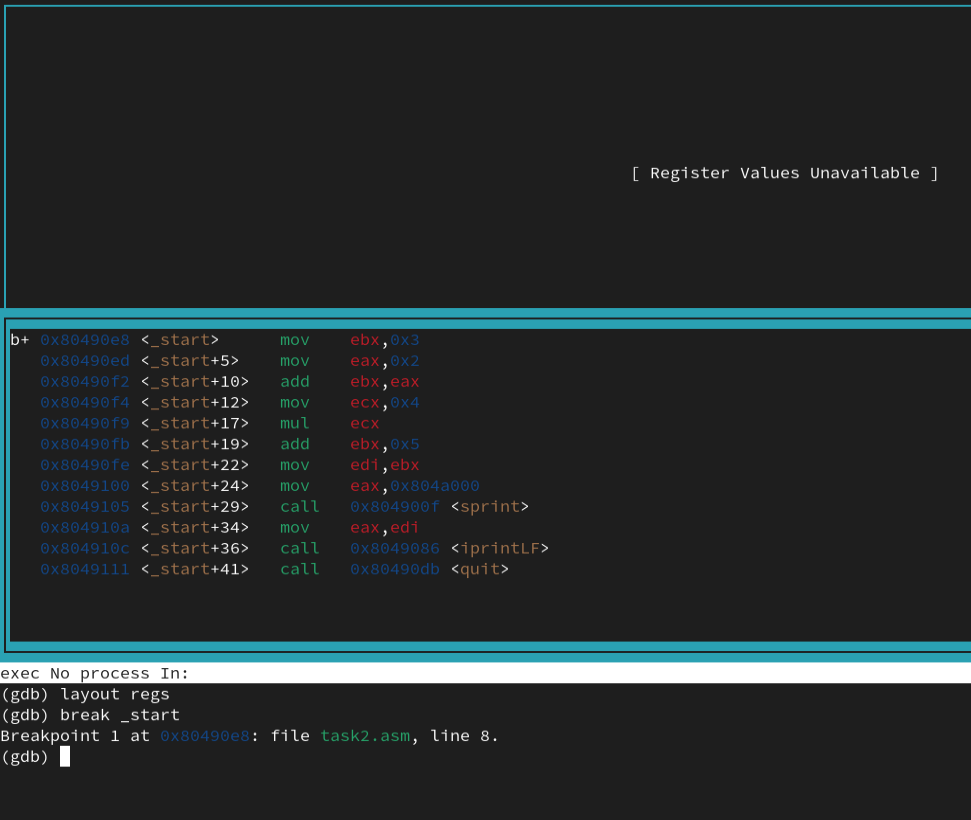 [ Register Values Unavailable ]
b+ 0x80490e8 <_start>      mov    ebx,0x3
   0x80490ed <_start+5>    mov    eax,0x2
   0x80490f2 <_start+10>   add    ebx,eax
   0x80490f4 <_start+12>   mov    ecx,0x4
   0x80490f9 <_start+17>   mul    ecx
   0x80490fb <_start+19>   add    ebx,0x5
   0x80490fe <_start+22>   mov    edi,ebx
   0x8049100 <_start+24>   mov    eax,0x804a000
   0x8049105 <_start+29>   call   0x804900f <sprint>
   0x804910a <_start+34>   mov    eax,edi
   0x804910c <_start+36>   call   0x8049086 <iprintLF>
   0x8049111 <_start+41>   call   0x80490db <quit>
exec No process In:
(gdb) layout regs
(gdb) break _start
Breakpoint 1 at 0x80490e8: file task2.asm, line 8.
(gdb)